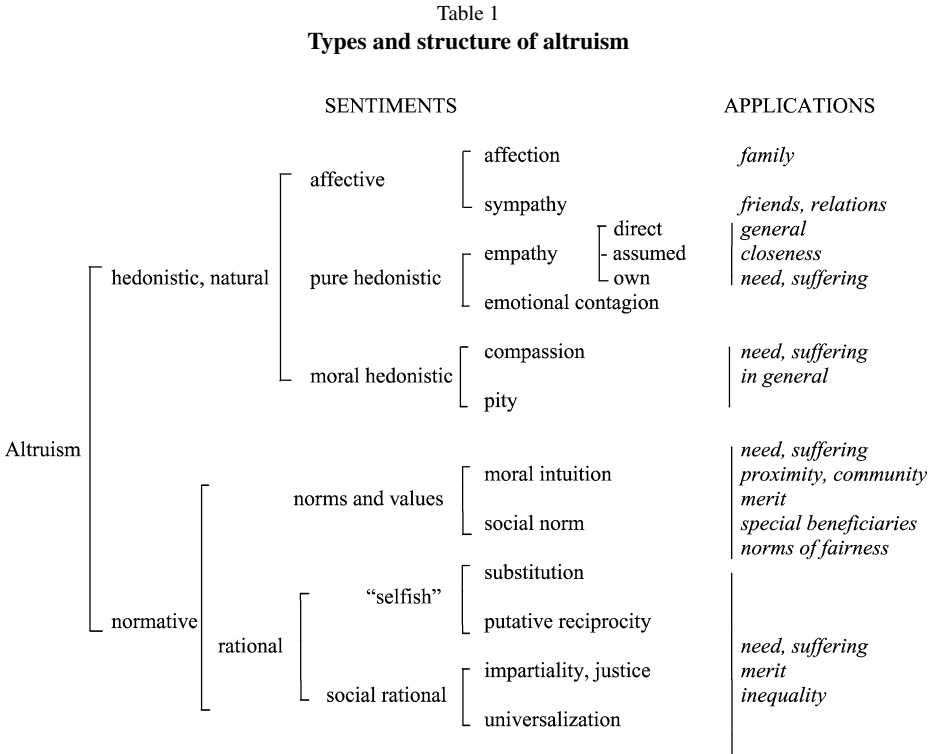 Table 1
Types and structure of altruism
SENTIMENTS APPLICATIONS
affection family
affective
sympathy friends, relations
direct general
empathy assumed closeness
hedonistic, natural pure hedonistic own need, suffering
emotional contagion
compassion need, suffering
moral hedonistic in general
pity
Altruism need, suffering
moral intuition proximity, community
norms and values merit
social norm special beneficiaries
norms of fairness
substitution
“selfish”
normative putative reciprocity
rational need, suffering
impartiality, justice merit
social rational inequality
universalization